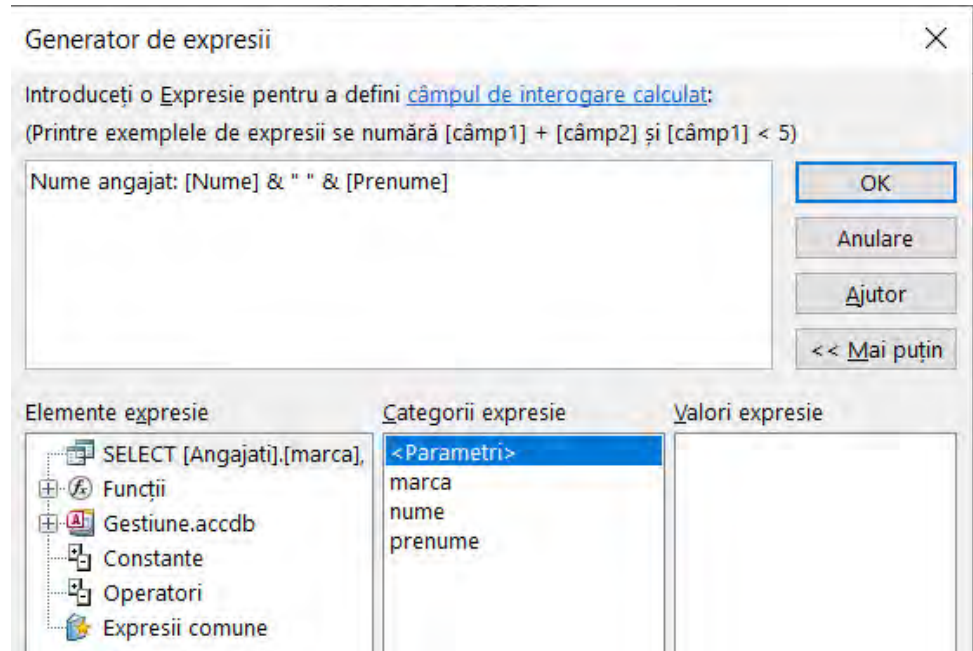 Generator de expresii
Introduceți o Expresie pentru a defini câmpul de interogare calculat:
(Printre exemplele de expresii se numără [câmp1] + [câmp2] și [câmp1] < 5)
Nume angajat: [Nume] & " " & [Prenume]
OK
Anulare
Ajutor
<< Mai puțin
Elemente expresie
SELECT [Angajati].[marca],
Funcții
Gestiune.accdb
Constante
Operatori
Expresii comune
Categorii expresie
<Parametri>
marca
nume
prenume
Valori expresie